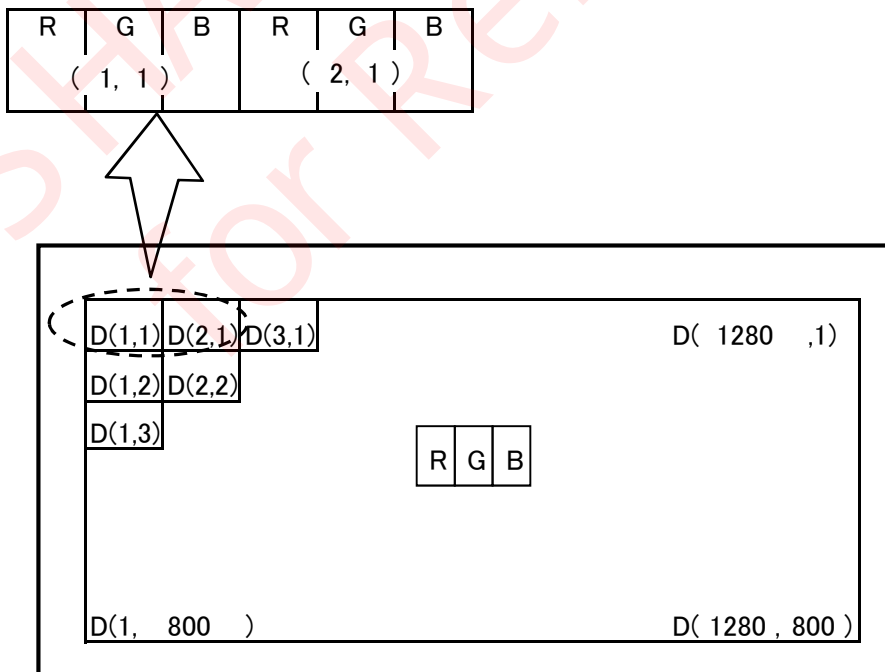 R G B R G B
( 1, 1 ) ( 2, 1 )
D(1,1) D(2,1) D(3,1) D( 1280 ,1)
D(1,2) D(2,2)
D(1,3)
R G B
D(1, 800 ) D( 1280 , 800 )